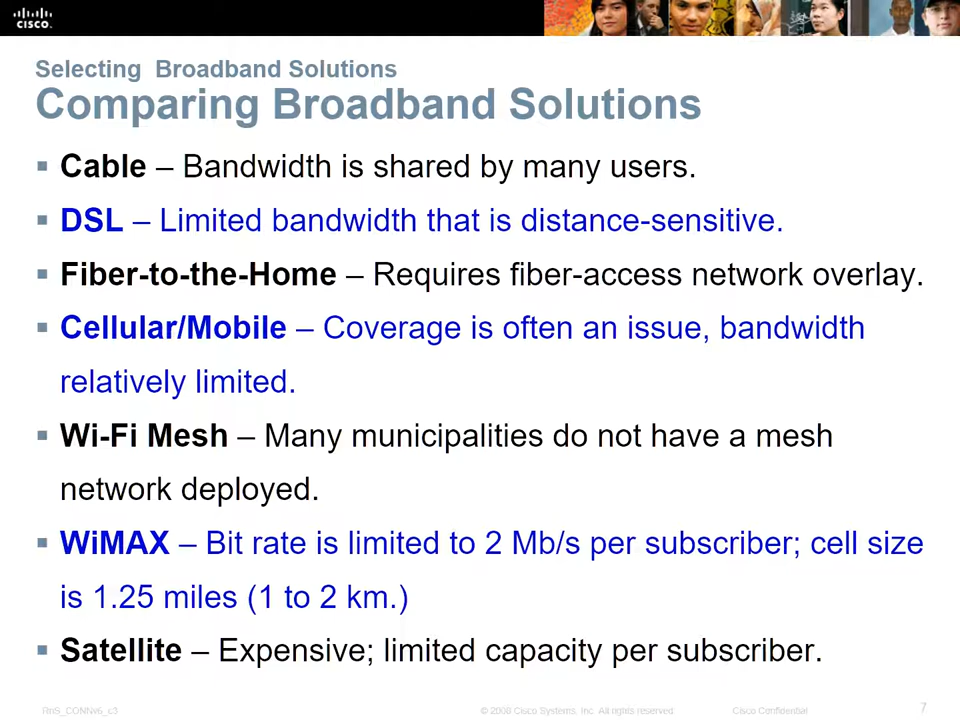 CISCO
Selecting Broadband Solutions
Comparing Broadband Solutions
▪ Cable – Bandwidth is shared by many users.
▪ DSL – Limited bandwidth that is distance-sensitive.
▪ Fiber-to-the-Home – Requires fiber-access network overlay.
▪ Cellular/Mobile – Coverage is often an issue, bandwidth
relatively limited.
▪ Wi-Fi Mesh – Many municipalities do not have a mesh
network deployed.
▪ WiMAX – Bit rate is limited to 2 Mb/s per subscriber; cell size
is 1.25 miles (1 to 2 km.)
▪ Satellite – Expensive; limited capacity per subscriber.
RnS_CONNv6_c3 © 2008 Cisco Systems, Inc. All rights reserved. Cisco Confidential 7